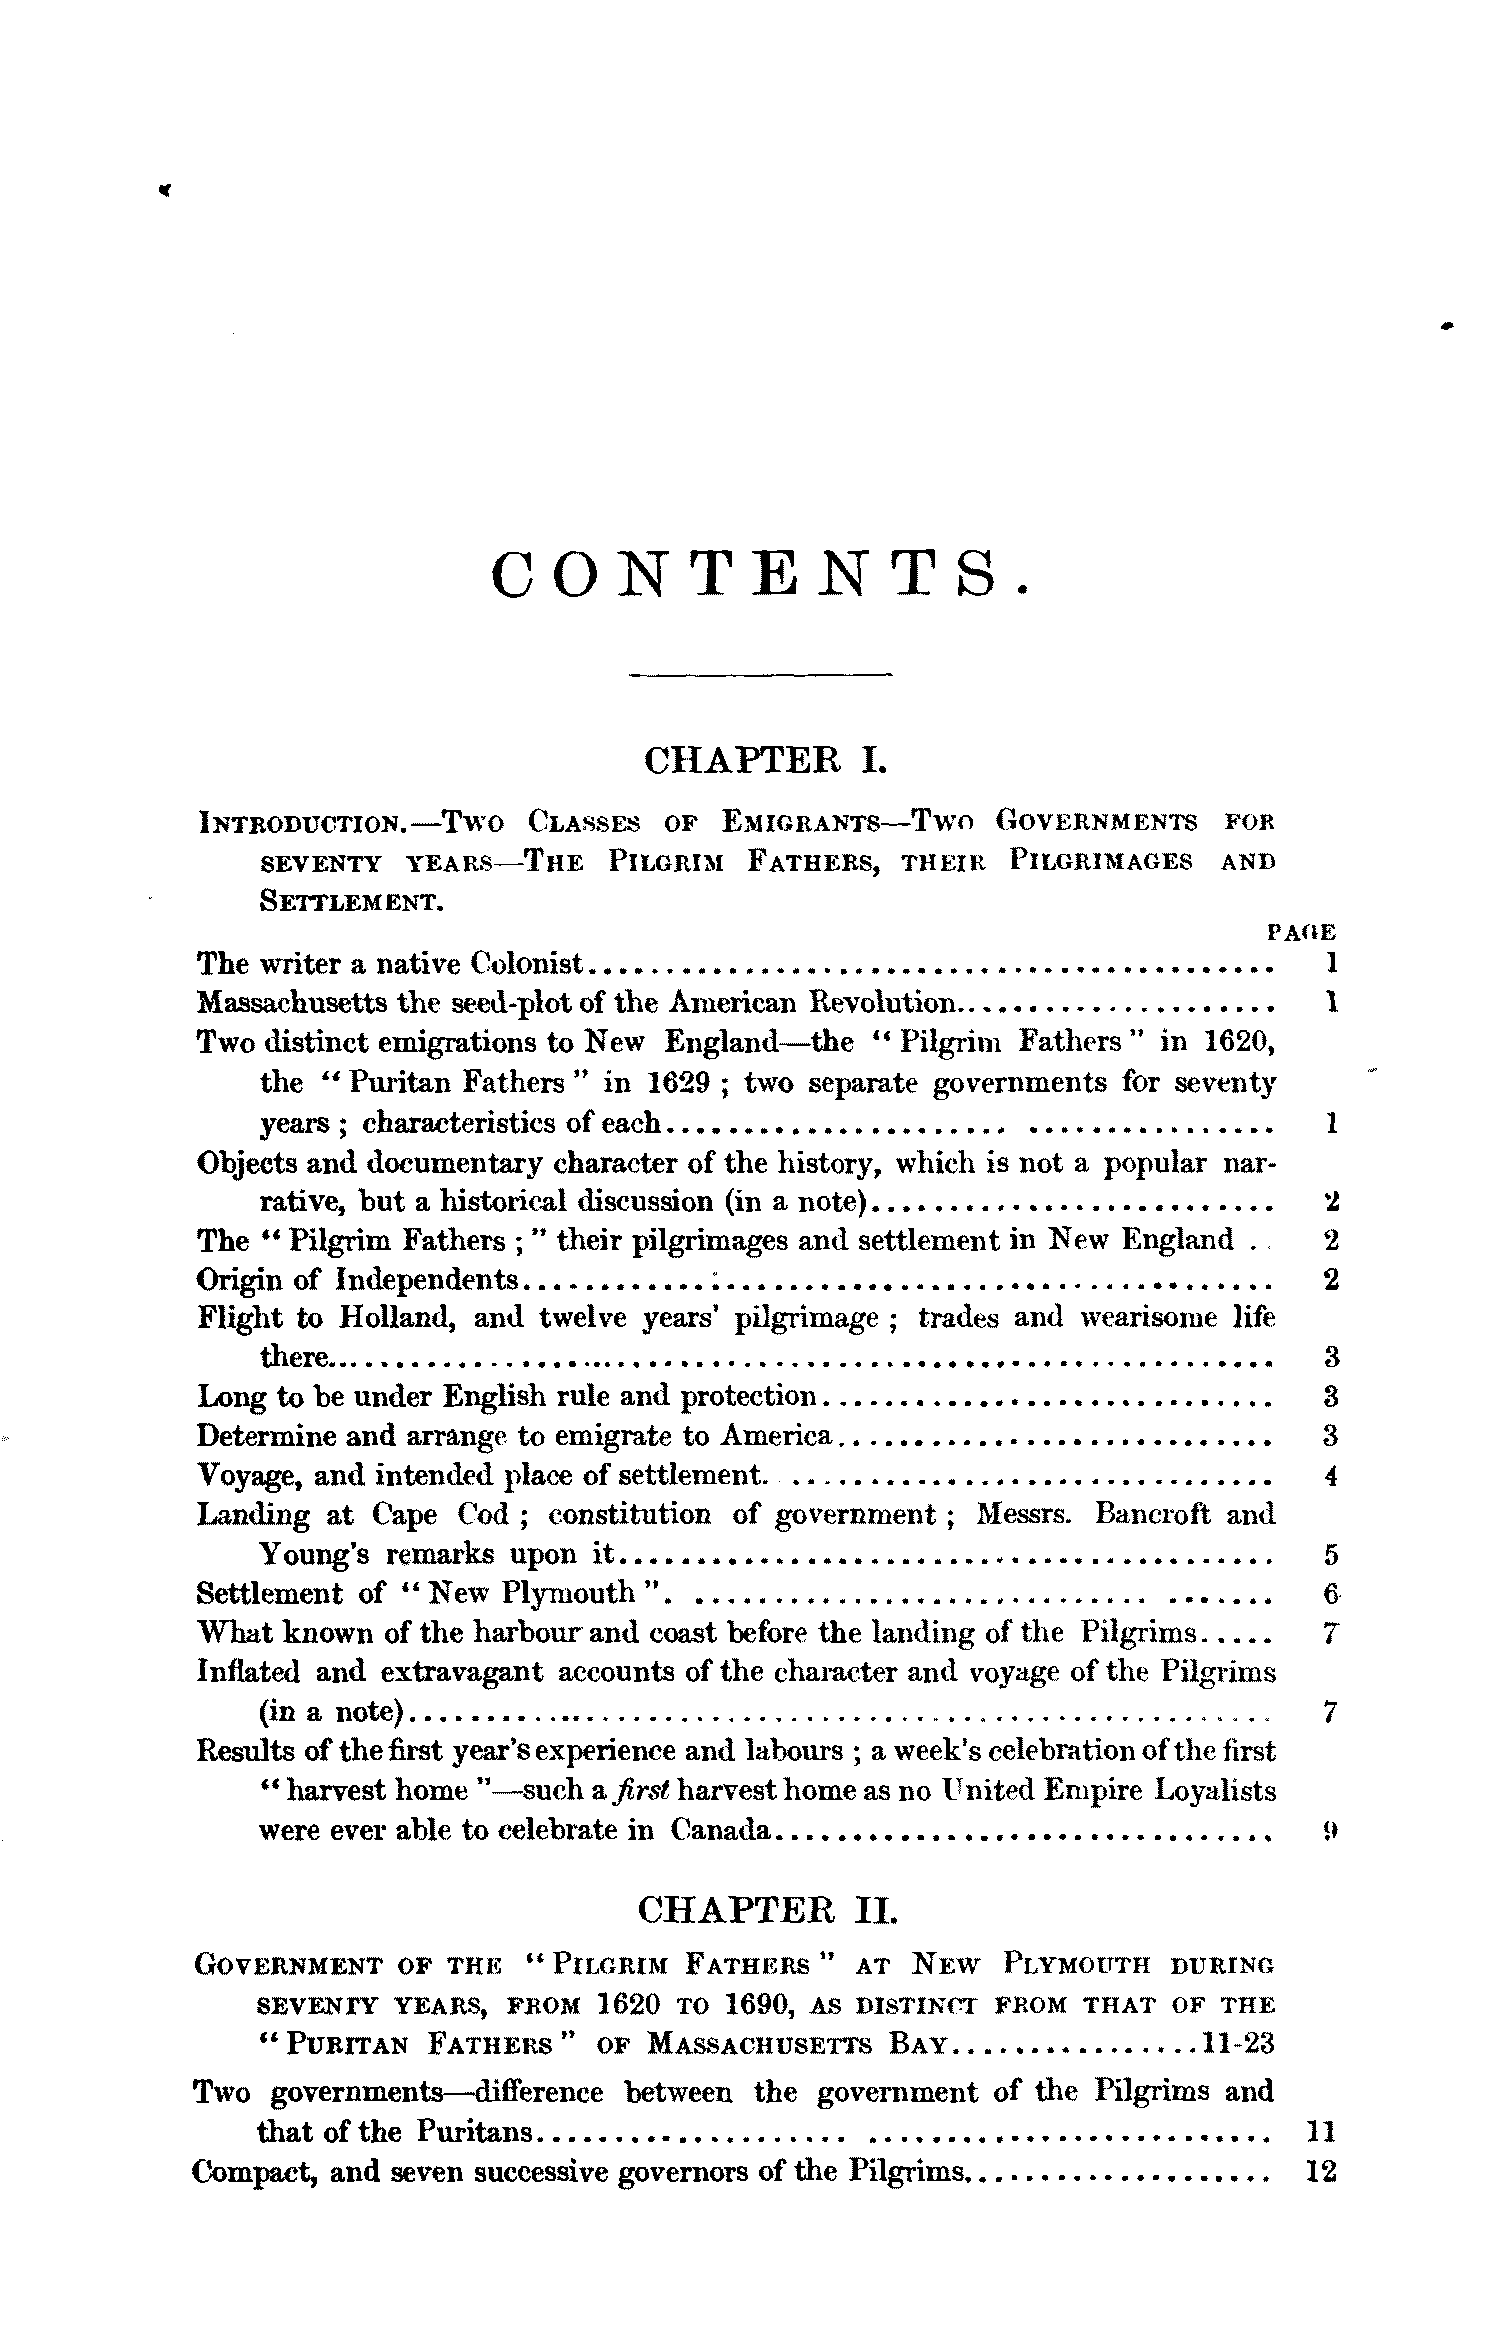 CONTENTS.
CHAPTER I.
INTRODUCTION.—TWO CLASSES OF EMIGRANTS—TWO GOVERNMENTS FOR
SEVENTY YEARS—THE PILGRIM FATHERS, THEIR PILGRIMAGES AND
SETTLEMENT.
PAGE
The writer a native Colonist............................................ 1
Massachusetts the seed-plot of the American Revolution..................... 1
Two distinct emigrations to New England—the "Pilgrim Fathers" in 1620,
the "Puritan Fathers" in 1629 ; two separate governments for seventy
years ; characteristics of each...................... ................ 1
Objects and documentary character of the history, which is not a popular nar-
rative, but a historical discussion (in a note).......................... 2
The "Pilgrim Fathers ;" their pilgrimages and settlement in New England .. 2
Origin of Independents................................................ 2
Flight to Holland, and twelve years' pilgrimage ; trades and wearisome life
there............................................................. 3
Long to be under English rule and protection............................. 3
Determine and arrange to emigrate to America............................ 3
Voyage, and intended place of settlement. ............................... 4
Landing at Cape Cod ; constitution of government ; Messrs. Bancroft and
Young's remarks upon it.......................................... 5
Settlement of "New Plymouth". ............................. ....... 6
What known of the harbour and coast before the landing of the Pilgrims..... 7
Inflated and extravagant accounts of the character and voyage of the Pilgrims
(in a note)....................................................... 7
Results of the first year's experience and labours ; a week's celebration of the first
"harvest home"—such a first harvest home as no United Empire Loyalists
were ever able to celebrate in Canada................................ 9
CHAPTER II.
GOVERNMENT OF THE "PILGRIM FATHERS" AT NEW PLYMOUTH DURING
SEVENTY YEARS, FROM 1620 TO 1690, AS DISTINCT FROM THAT OF THE
"PURITAN FATHERS" OF MASSACHUSETTS BAY................11-23
Two governments—difference between the government of the Pilgrims and
that of the Puritans.................... .......................... 11
Compact, and seven successive governors of the Pilgrims.................... 12